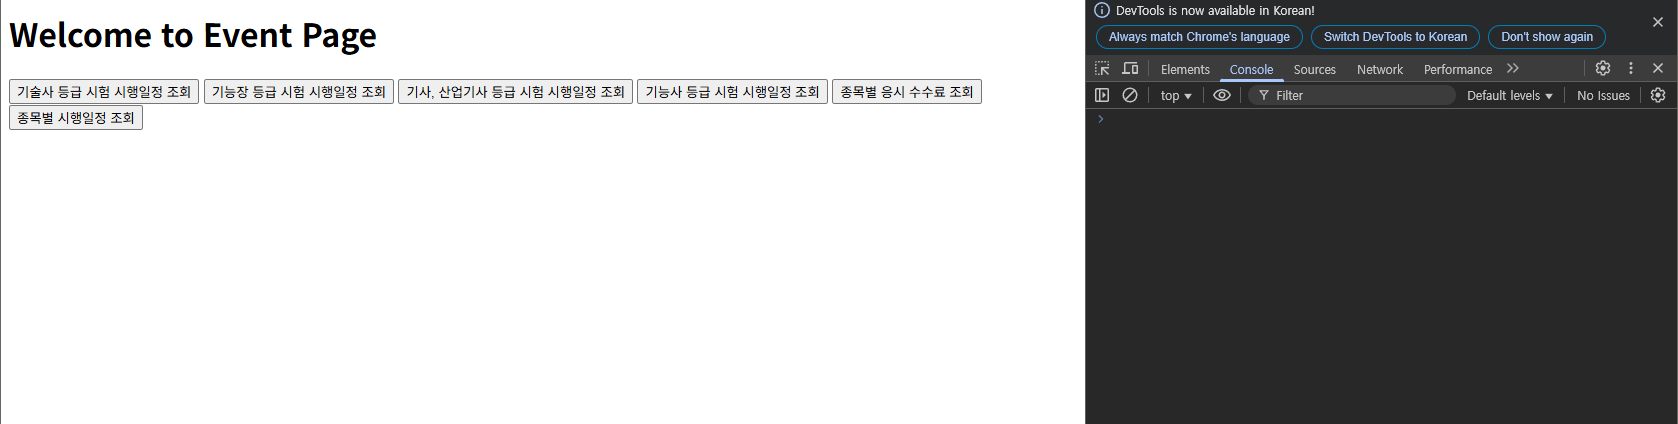 Welcome to Event Page
기술사 등급 시험 시행일정 조회 기능장 등급 시험 시행일정 조회 기사, 산업기사 등급 시험 시행일정 조회 기능사 등급 시험 시행일정 조회 종목별 응시 수수료 조회
종목별 시행일정 조회
DevTools is now available in Korean!
Always match Chrome's language Switch DevTools to Korean Don't show again
Elements Console Sources Network Performance
top Filter Default levels No Issues